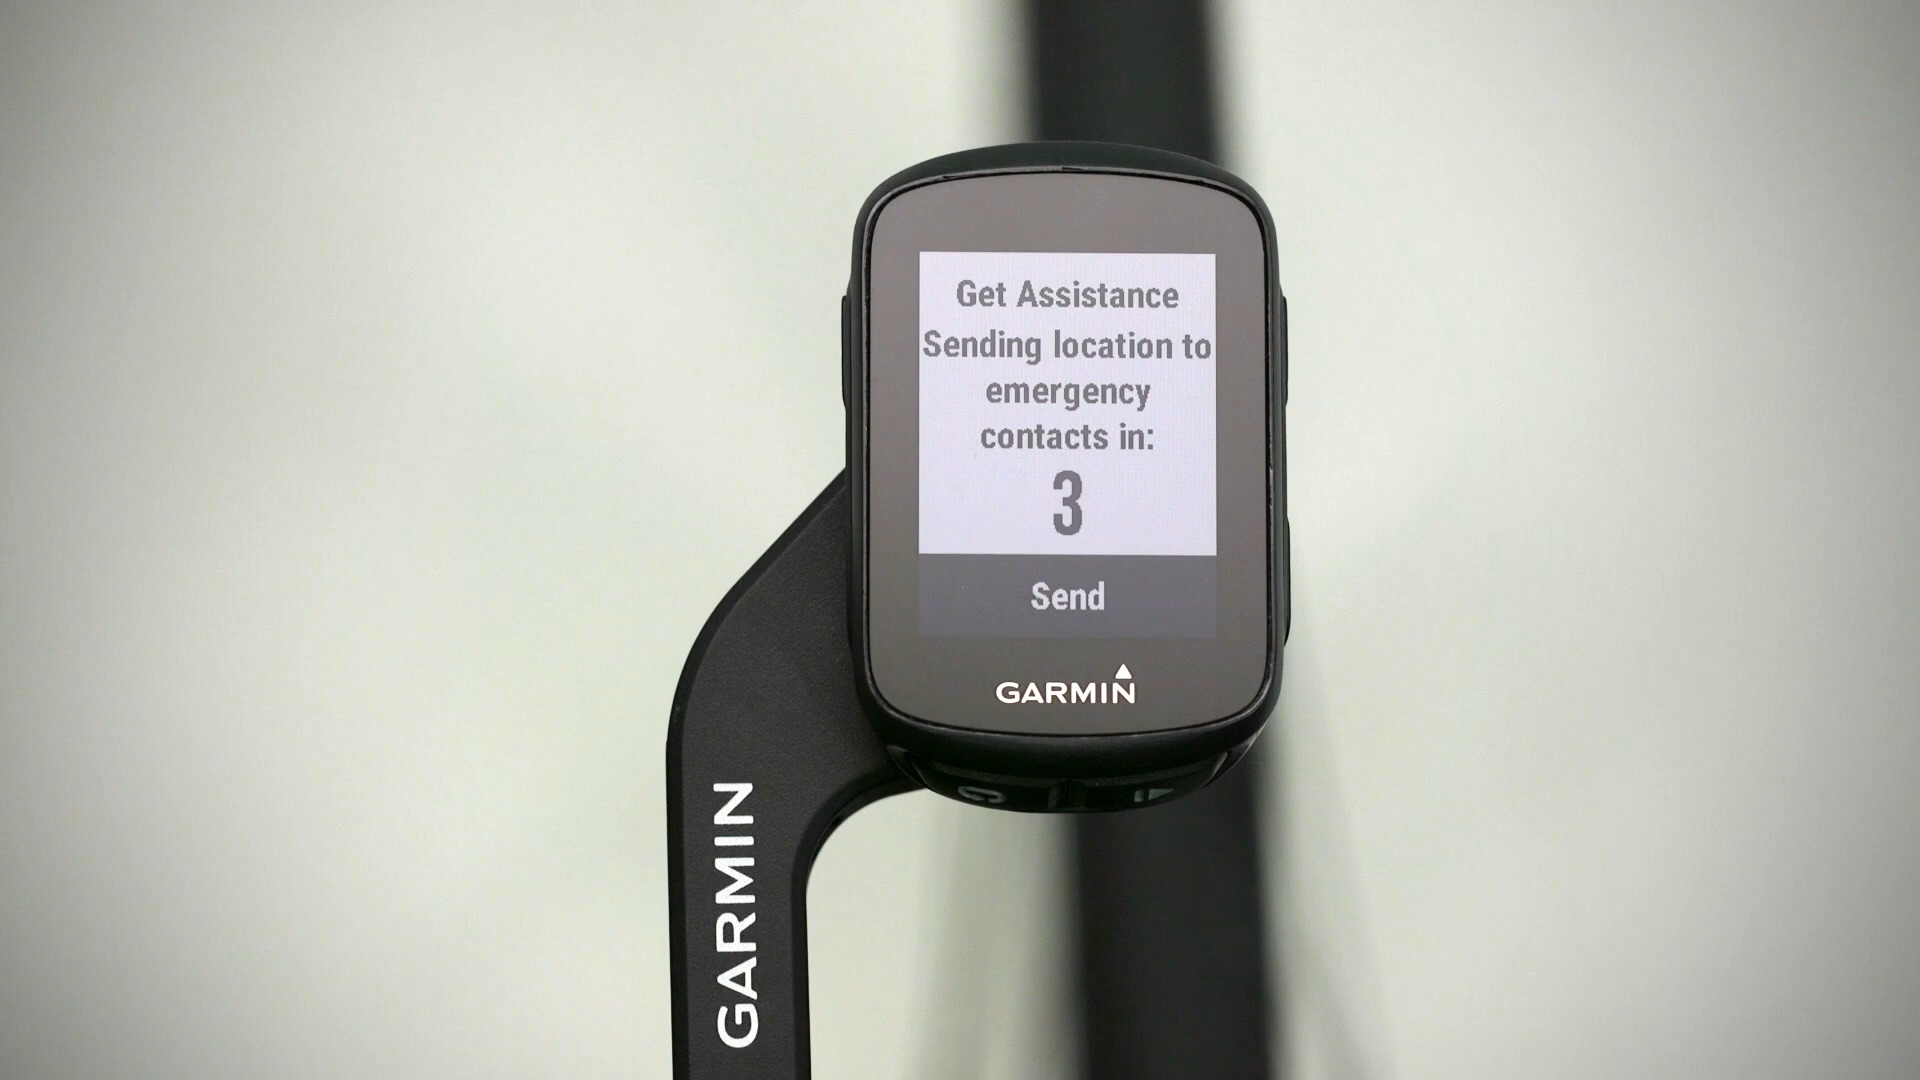 Get Assistance
Sending location to
emergency
contacts in:
3
Send
GARMIN
GARMIN